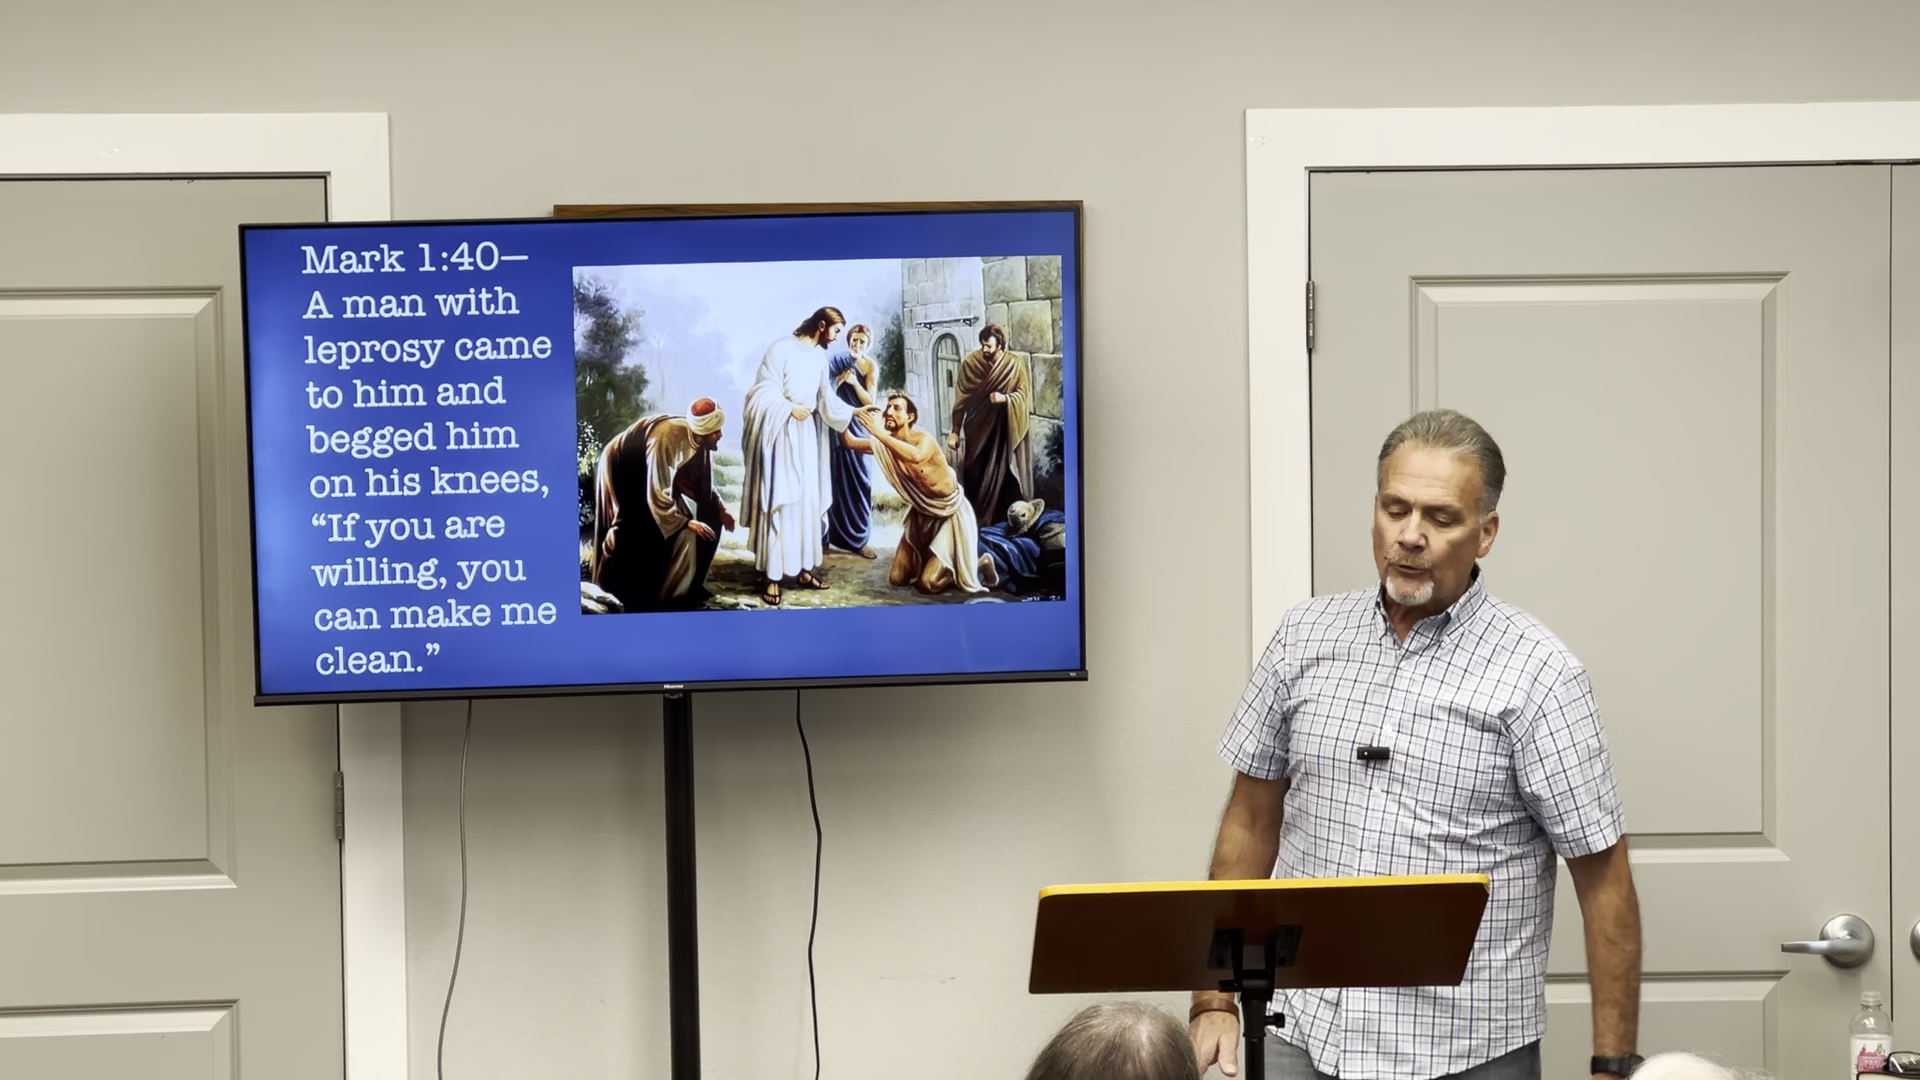 Mark 1:40—
A man with
leprosy came
to him and
begged him
on his knees,
“If you are
willing, you
can make me
clean.”
Hisense